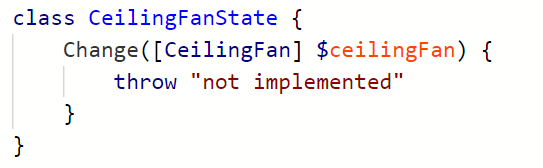 class CeilingFanState {
    Change([CeilingFan] $ceilingFan) {
        throw "not implemented"
    }
}